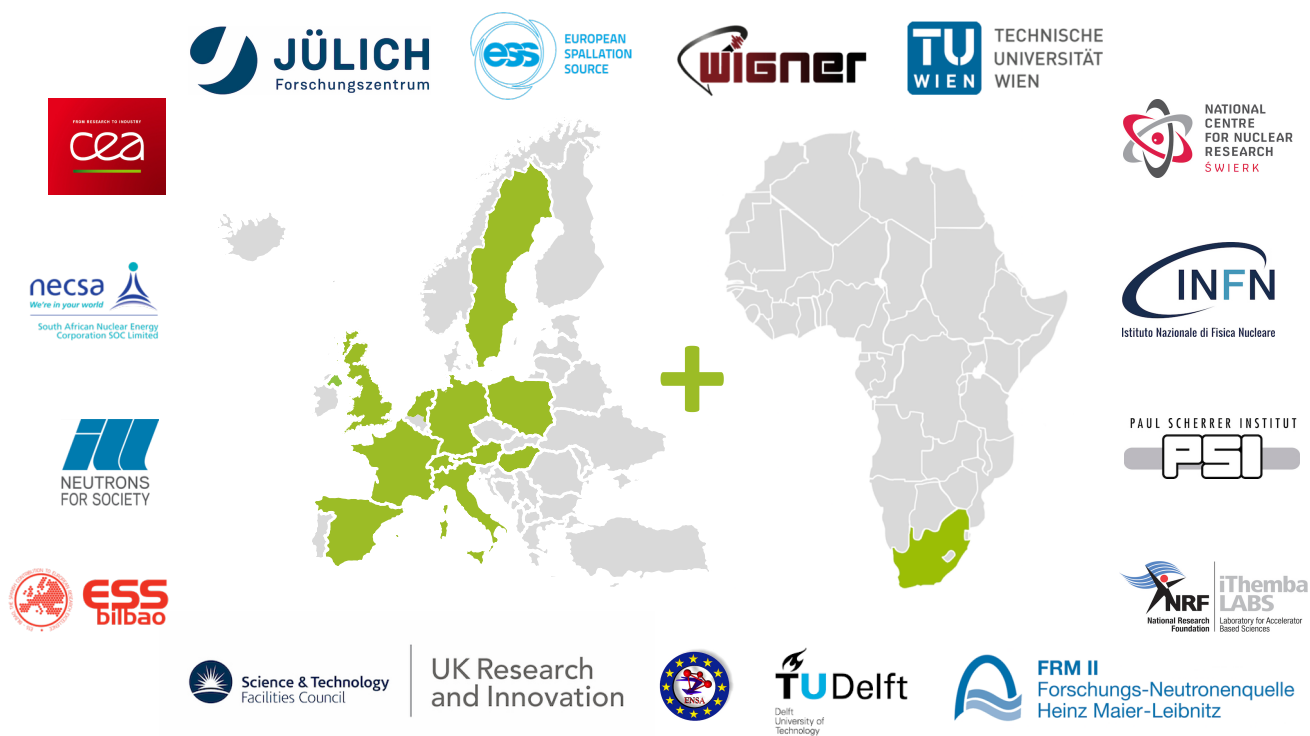 JÜLICH
Forschungszentrum
ess
EUROPEAN
SPALLATION
SOURCE
WIGNER
TU
WIEN
TECHNISCHE
UNIVERSITÄT
WIEN
FROM RESEARCH TO INDUSTRY
cea
NATIONAL
CENTRE
FOR NUCLEAR
RESEARCH
ŚWIERK
necsa
We're in your world
South African Nuclear Energy
Corporation SOC Limited
INFN
Istituto Nazionale di Fisica Nucleare
ill
NEUTRONS
FOR SOCIETY
PAUL SCHERRER INSTITUT
PSI
ESS
bilbao
NRF
National Research
Foundation
iThemba
LABS
Laboratory for Accelerator
Based Sciences
Science & Technology
Facilities Council
UK Research
and Innovation
ENSA
TU Delft
Delft
University of
Technology
FRM II
Forschungs-Neutronenquelle
Heinz Maier-Leibnitz